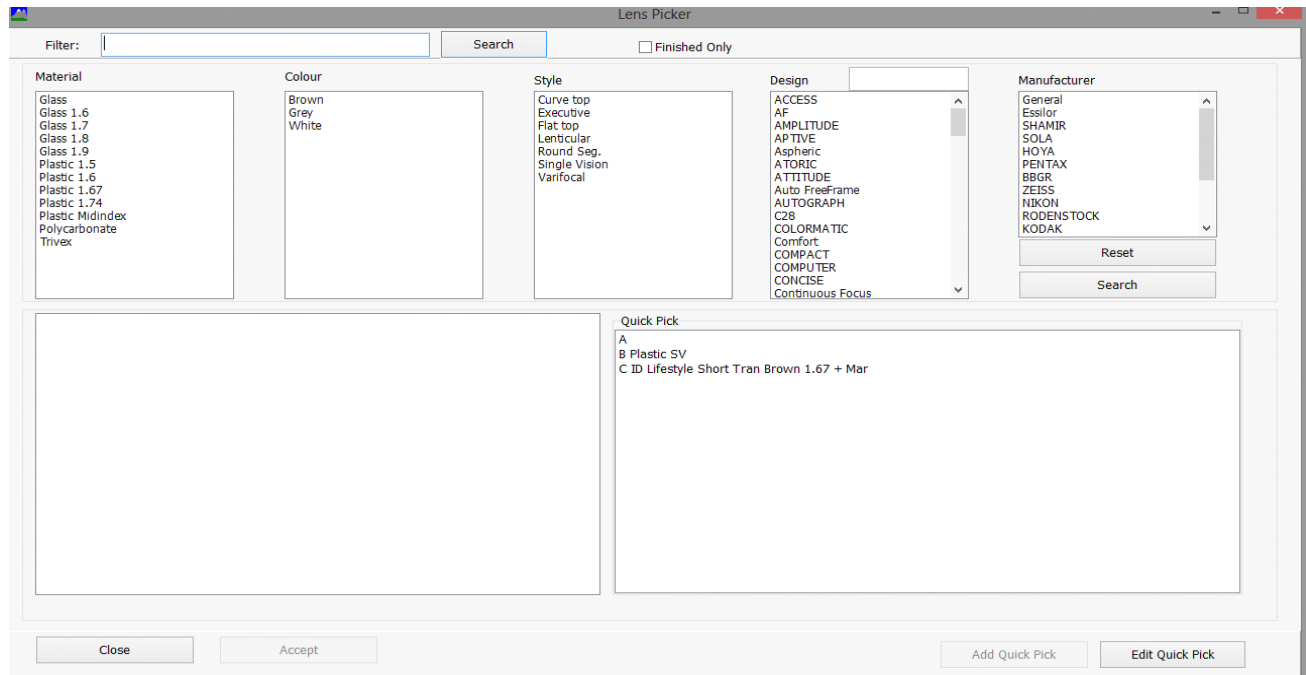 Lens Picker
Filter:
Search
Finished Only
Material
Glass
Glass 1.6
Glass 1.7
Glass 1.8
Glass 1.9
Plastic 1.5
Plastic 1.6
Plastic 1.67
Plastic 1.74
Plastic Midindex
Polycarbonate
Trivex
Colour
Brown
Grey
White
Style
Curve top
Executive
Flat top
Lenticular
Round Seg.
Single Vision
Varifocal
Design
ACCESS
AF
AMPLITUDE
APTIVE
Aspheric
ATORIC
ATTITUDE
Auto FreeFrame
AUTOGRAPH
C28
COLORMATIC
Comfort
COMPACT
COMPUTER
CONCISE
Continuous Focus
Manufacturer
General
Essilor
SHAMIR
SOLA
HOYA
PENTAX
BBGR
ZEISS
NIKON
RODENSTOCK
KODAK
Reset
Search
Quick Pick
A
B Plastic SV
C ID Lifestyle Short Tran Brown 1.67 + Mar
Close
Accept
Add Quick Pick
Edit Quick Pick